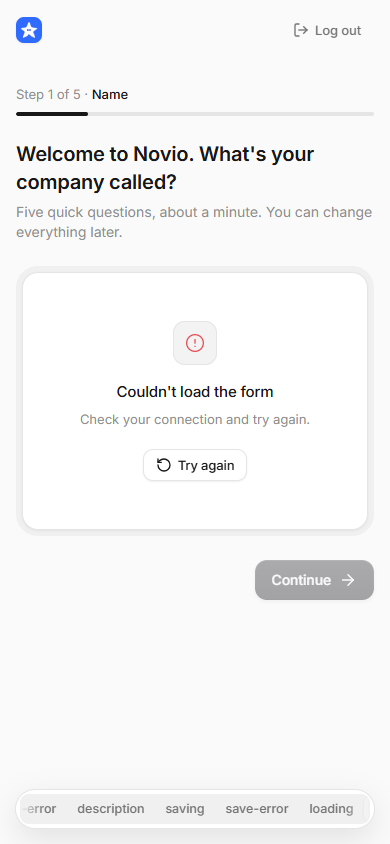 Log out
Step 1 of 5 · Name
Welcome to Novio. What's your
company called?
Five quick questions, about a minute. You can change
everything later.
Couldn't load the form
Check your connection and try again.
Try again
Continue
-error description saving save-error loading